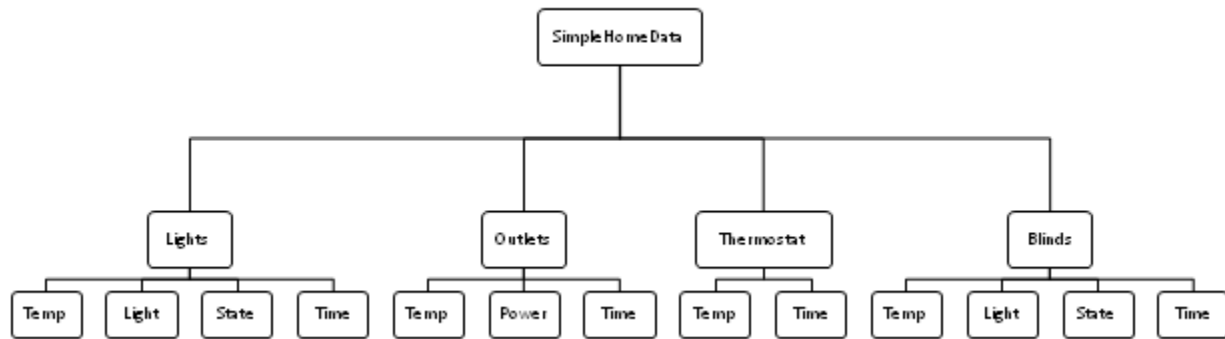 SimpleHomeData
Lights
Outlets
Thermostat
Blinds
Temp
Light
State
Time
Temp
Power
Time
Temp
Time
Temp
Light
State
Time